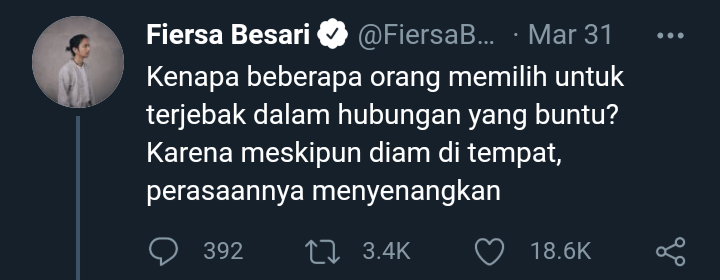 Fiersa Besari @FiersaB... · Mar 31
Kenapa beberapa orang memilih untuk
terjebak dalam hubungan yang buntu?
Karena meskipun diam di tempat,
perasaannya menyenangkan
392 3.4K 18.6K